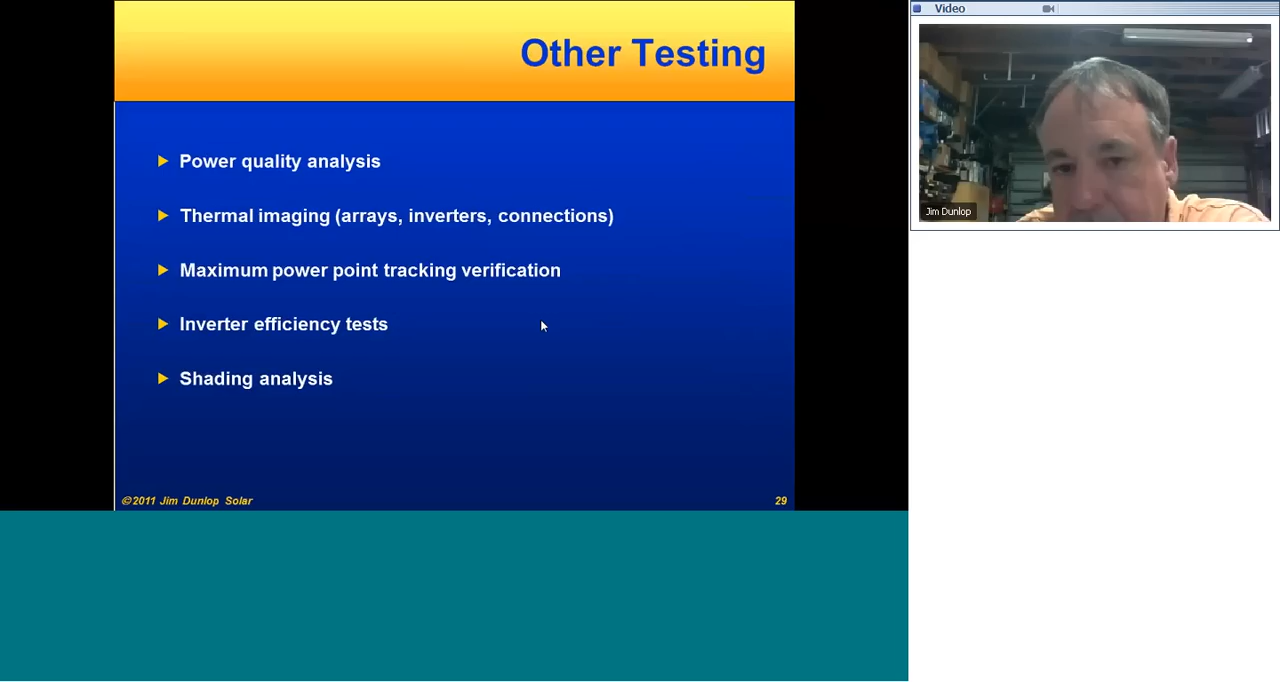 Other Testing
Power quality analysis
Thermal imaging (arrays, inverters, connections)
Maximum power point tracking verification
Inverter efficiency tests
Shading analysis
©2011 Jim Dunlop Solar
29
Video
Jim Dunlop